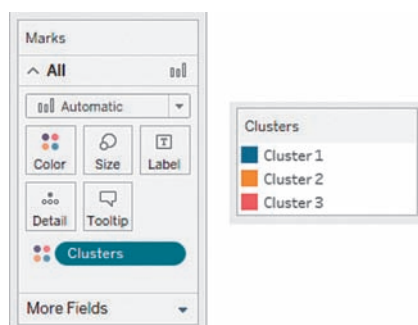 Marks
All
Automatic
Color Size Label
Detail Tooltip
Clusters
More Fields
Clusters
Cluster 1
Cluster 2
Cluster 3